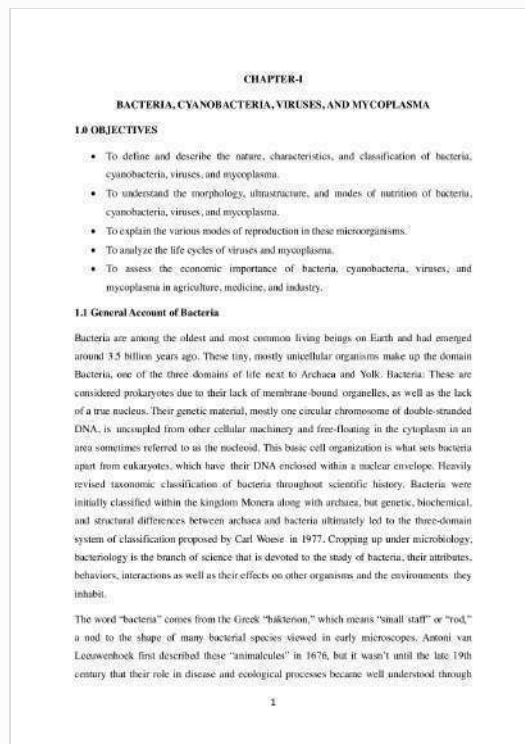 CHAPTER-I
BACTERIA, CYANOBACTERIA, VIRUSES, AND MYCOPLASMA
1.0 OBJECTIVES
• To define and describe the nature, characteristics, and classification of bacteria,
cyanobacteria, viruses, and mycoplasma.
• To understand the morphology, ultrastructure, and modes of nutrition of bacteria,
cyanobacteria, viruses, and mycoplasma.
• To explain the various modes of reproduction in these microorganisms.
• To analyze the life cycles of viruses and mycoplasma.
• To assess the economic importance of bacteria, cyanobacteria, viruses, and
mycoplasma in agriculture, medicine, and industry.
1.1 General Account of Bacteria
Bacteria are among the oldest and most common living beings on Earth and had emerged
around 3.5 billion years ago. These tiny, mostly unicellular organisms make up the domain
Bacteria, one of the three domains of life next to Archaea and Yolk. Bacteria: These are
considered prokaryotes due to their lack of membrane-bound organelles, as well as the lack
of a true nucleus. Their genetic material, mostly one circular chromosome of double-stranded
DNA, is uncoupled from other cellular machinery and free-floating in the cytoplasm in an
area sometimes referred to as the nucleoid. This basic cell organization is what sets bacteria
apart from eukaryotes, which have their DNA enclosed within a nuclear envelope. Heavily
revised taxonomic classification of bacteria throughout scientific history. Bacteria were
initially classified within the kingdom Monera along with archaea, but genetic, biochemical,
and structural differences between archaea and bacteria ultimately led to the three-domain
system of classification proposed by Carl Woese in 1977. Cropping up under microbiology,
bacteriology is the branch of science that is devoted to the study of bacteria, their attributes,
behaviors, interactions as well as their effects on other organisms and the environments they
inhabit.
The word “bacteria” comes from the Greek “bakterion,” which means “small staff” or “rod,”
a nod to the shape of many bacterial species viewed in early microscopes. Antoni van
Leeuwenhoek first described these “animalcules” in 1676, but it wasn’t until the late 19th
century that their role in disease and ecological processes became well understood through
1